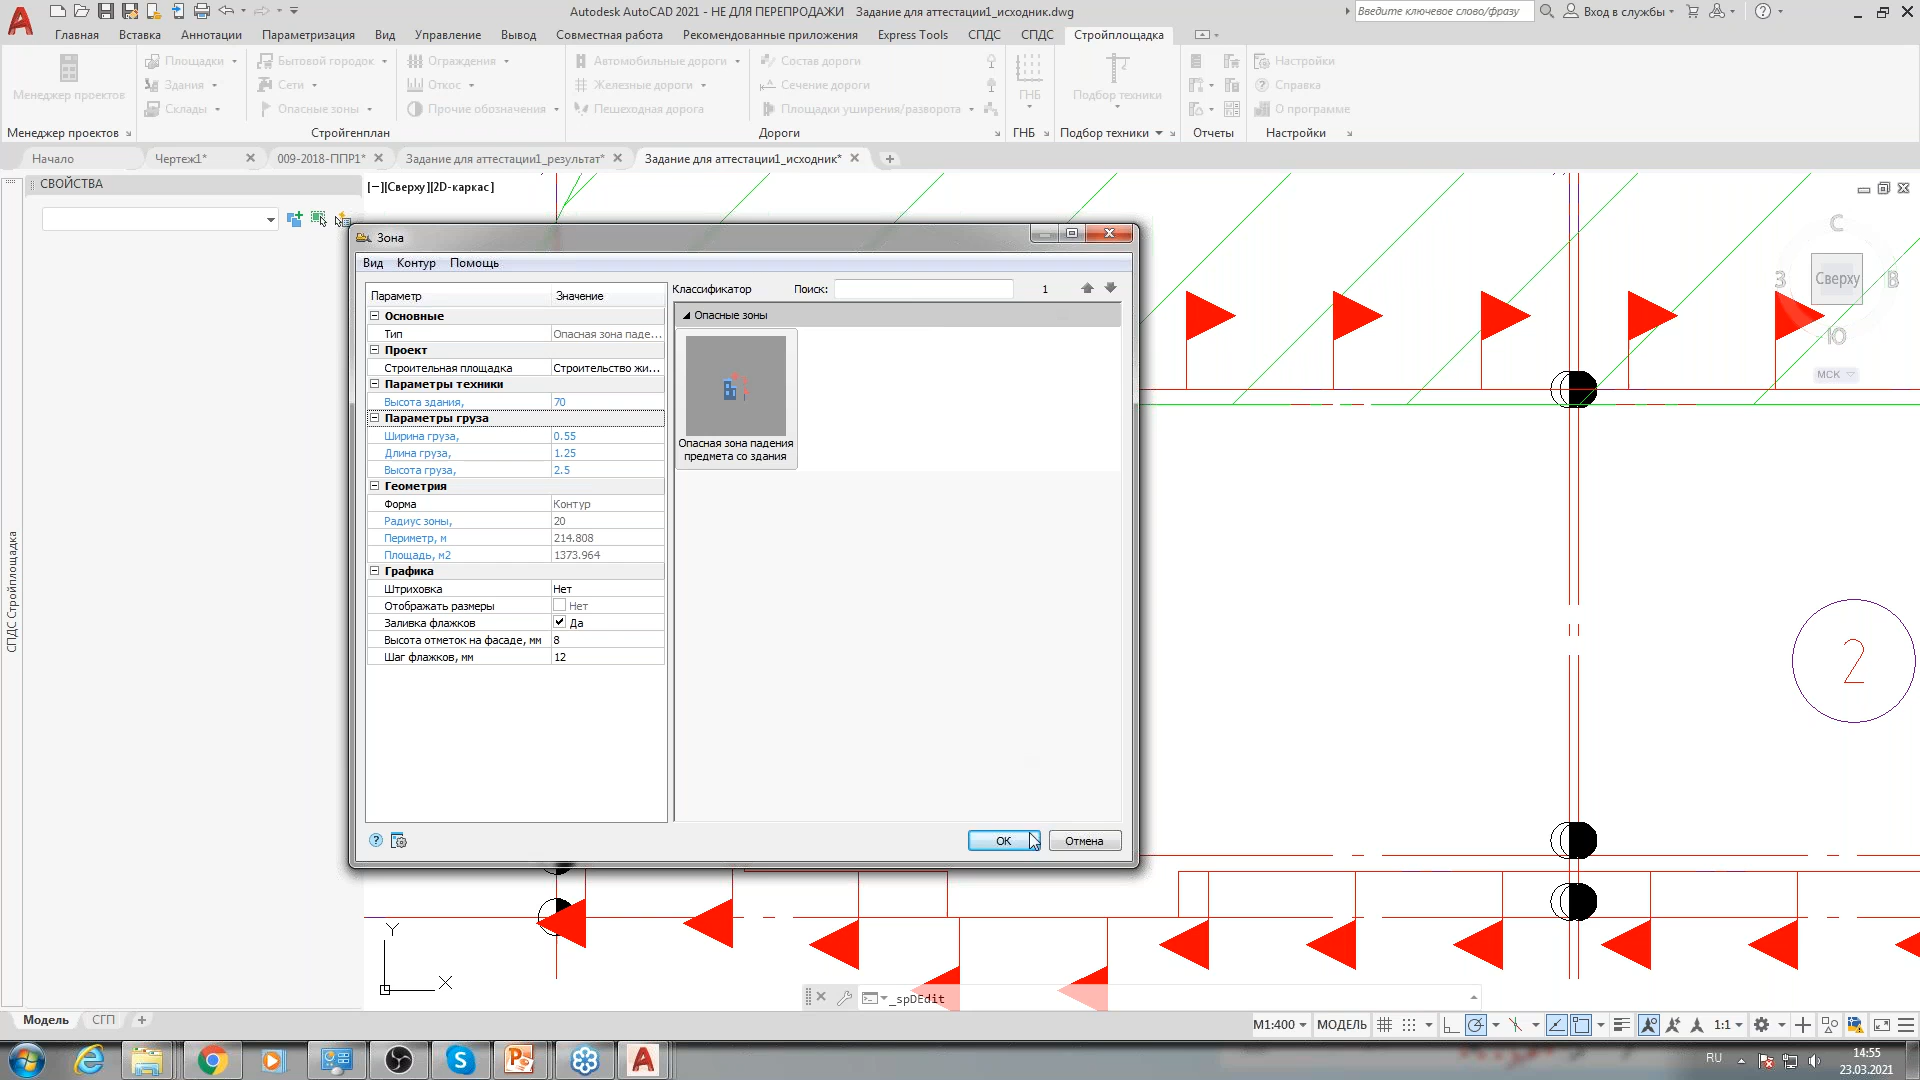 Autodesk AutoCAD 2021 - НЕ ДЛЯ ПЕРЕПРОДАЖИ Задание для аттестации1_исходник.dwg
Введите ключевое слово/фразу
Вход в службы
Главная Вставка Аннотации Параметризация Вид Управление Вывод Совместная работа Рекомендованные приложения Express Tools СПДС СПДС Стройплощадка
Площадки Бытовой городок Ограждения Автомобильные дороги Состав дороги Настройки
Менеджер проектов Здания Сети Откос Железные дороги Сечение дороги ГНБ Подбор техники Справка
Склады Опасные зоны Прочие обозначения Пешеходная дорога Площадки уширения/разворота О программе
Менеджер проектов Стройгенплан Дороги ГНБ Подбор техники Отчеты Настройки
Начало Чертеж1* 009-2018-ППР1* Задание для аттестации1_результат* Задание для аттестации1_исходник*
СВОЙСТВА
[−][Сверху][2D-каркас]
Зона
Вид Контур Помощь
Параметр Значение
Классификатор Поиск: 1
Основные
Тип Опасная зона паде...
Проект
Строительная площадка Строительство жи...
Параметры техники
Высота здания, 70
Параметры груза
Ширина груза, 0.55
Длина груза, 1.25
Высота груза, 2.5
Геометрия
Форма Контур
Радиус зоны, 20
Периметр, м 214.808
Площадь, м2 1373.964
Графика
Штриховка Нет
Отображать размеры Нет
Заливка флажков Да
Высота отметок на фасаде, мм 8
Шаг флажков, мм 12
Опасные зоны
Опасная зона падения
предмета со здания
OK Отмена
С
З Сверху В
Ю
МСК
2
СПДС Стройплощадка
Y
X
_spDEdit
Модель СГП
M1:400 МОДЕЛЬ 1:1
RU
14:55
23.03.2021